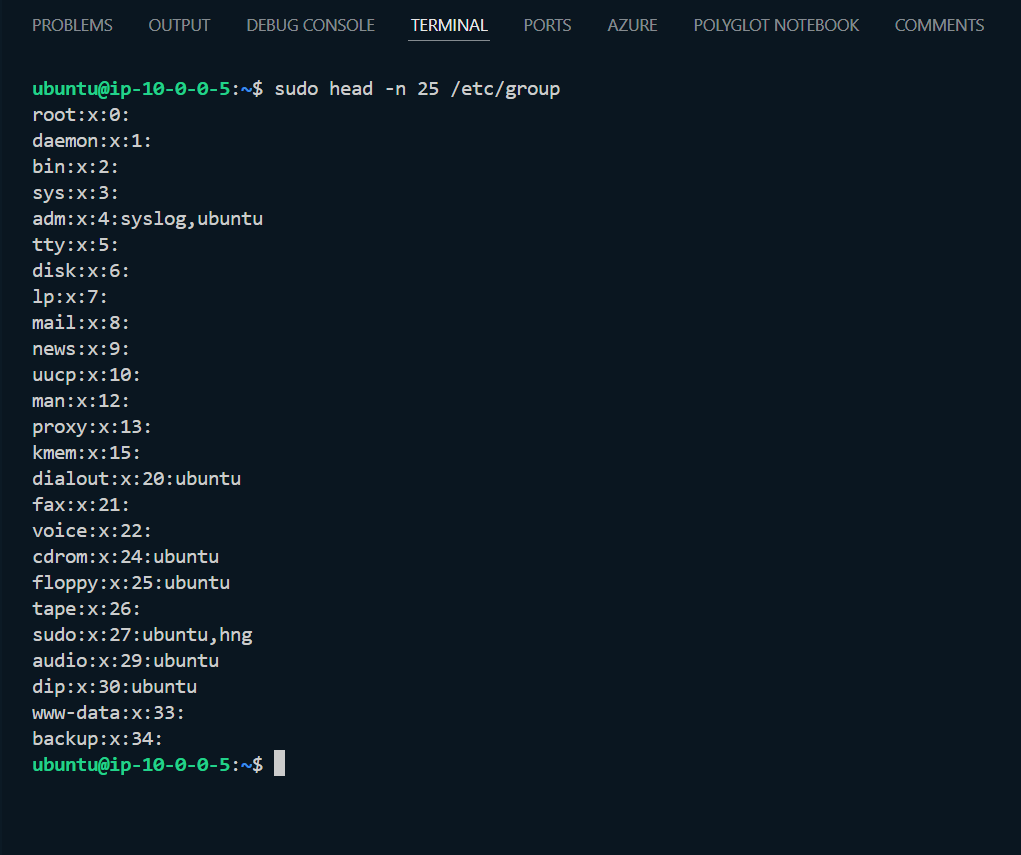 PROBLEMS OUTPUT DEBUG CONSOLE TERMINAL PORTS AZURE POLYGLOT NOTEBOOK COMMENTS
ubuntu@ip-10-0-0-5:~$ sudo head -n 25 /etc/group
root:x:0:
daemon:x:1:
bin:x:2:
sys:x:3:
adm:x:4:syslog,ubuntu
tty:x:5:
disk:x:6:
lp:x:7:
mail:x:8:
news:x:9:
uucp:x:10:
man:x:12:
proxy:x:13:
kmem:x:15:
dialout:x:20:ubuntu
fax:x:21:
voice:x:22:
cdrom:x:24:ubuntu
floppy:x:25:ubuntu
tape:x:26:
sudo:x:27:ubuntu,hng
audio:x:29:ubuntu
dip:x:30:ubuntu
www-data:x:33:
backup:x:34:
ubuntu@ip-10-0-0-5:~$